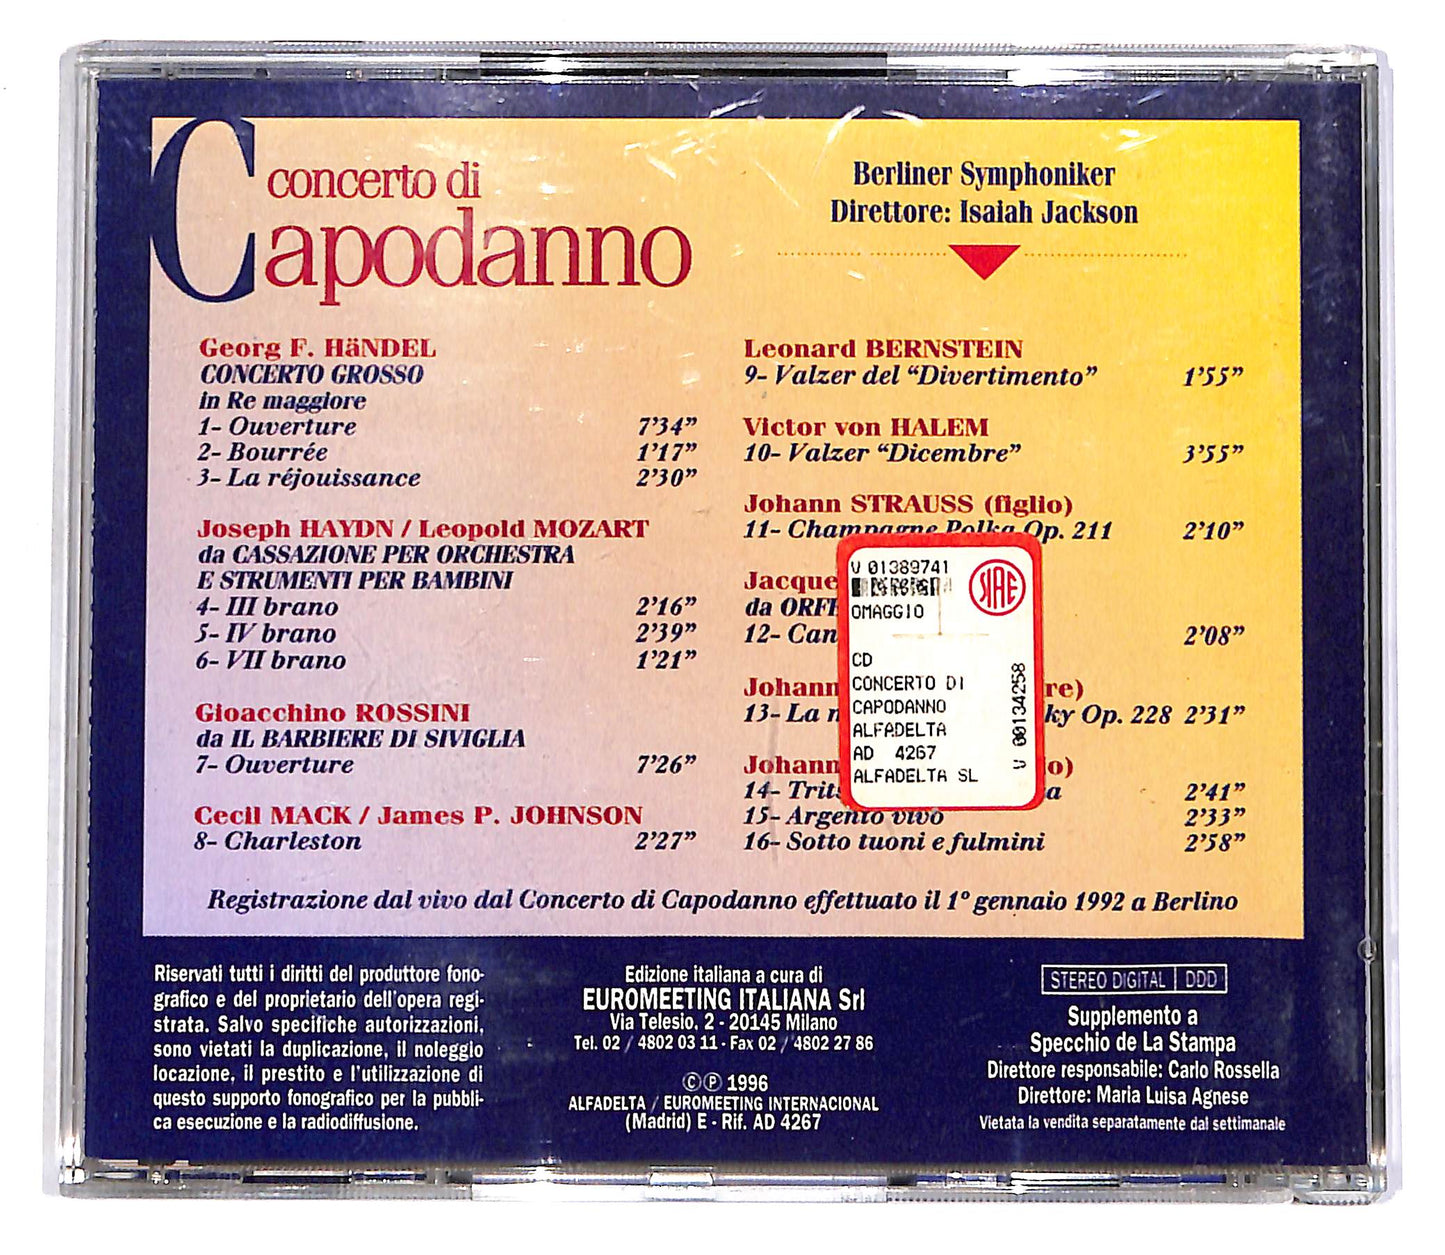 Concerto di
Capodanno
Berliner Symphoniker
Direttore: Isaiah Jackson
Georg F. HäNDEL
CONCERTO GROSSO
in Re maggiore
1- Ouverture 7’34”
2- Bourrée 1’17”
3- La réjouissance 2’30”
Joseph HAYDN / Leopold MOZART
da CASSAZIONE PER ORCHESTRA
E STRUMENTI PER BAMBINI
4- III brano 2’16”
5- IV brano 2’39”
6- VII brano 1’21”
Gioacchino ROSSINI
da IL BARBIERE DI SIVIGLIA
7- Ouverture 7’26”
Cecil MACK / James P. JOHNSON
8- Charleston 2’27”
Leonard BERNSTEIN
9- Valzer del “Divertimento” 1’55”
Victor von HALEM
10- Valzer “Dicembre” 3’55”
Johann STRAUSS (figlio)
11- Champagne Polka Op. 211 2’10”
Jacque
da ORFE
12- Can 2’08”
Johann re)
13- La ky Op. 228 2’31”
Johann o)
14- Trits a 2’41”
15- Argento vivo 2’33”
16- Sotto tuoni e fulmini 2’58”
V 01389741
OMAGGIO
SIAE
CD
CONCERTO DI
CAPODANNO
ALFADELTA
AD 4267
ALFADELTA SL
V 00134258
Registrazione dal vivo dal Concerto di Capodanno effettuato il 1° gennaio 1992 a Berlino
Riservati tutti i diritti del produttore fono-
grafico e del proprietario dell'opera regi-
strata. Salvo specifiche autorizzazioni,
sono vietati la duplicazione, il noleggio
locazione, il prestito e l'utilizzazione di
questo supporto fonografico per la pubbli-
ca esecuzione e la radiodiffusione.
Edizione italiana a cura di
EUROMEETING ITALIANA Srl
Via Telesio, 2 - 20145 Milano
Tel. 02 / 4802 03 11 - Fax 02 / 4802 27 86
©℗ 1996
ALFADELTA / EUROMEETING INTERNACIONAL
(Madrid) E - Rif. AD 4267
STEREO DIGITAL | DDD
Supplemento a
Specchio de La Stampa
Direttore responsabile: Carlo Rossella
Direttore: Maria Luisa Agnese
Vietata la vendita separatamente dal settimanale